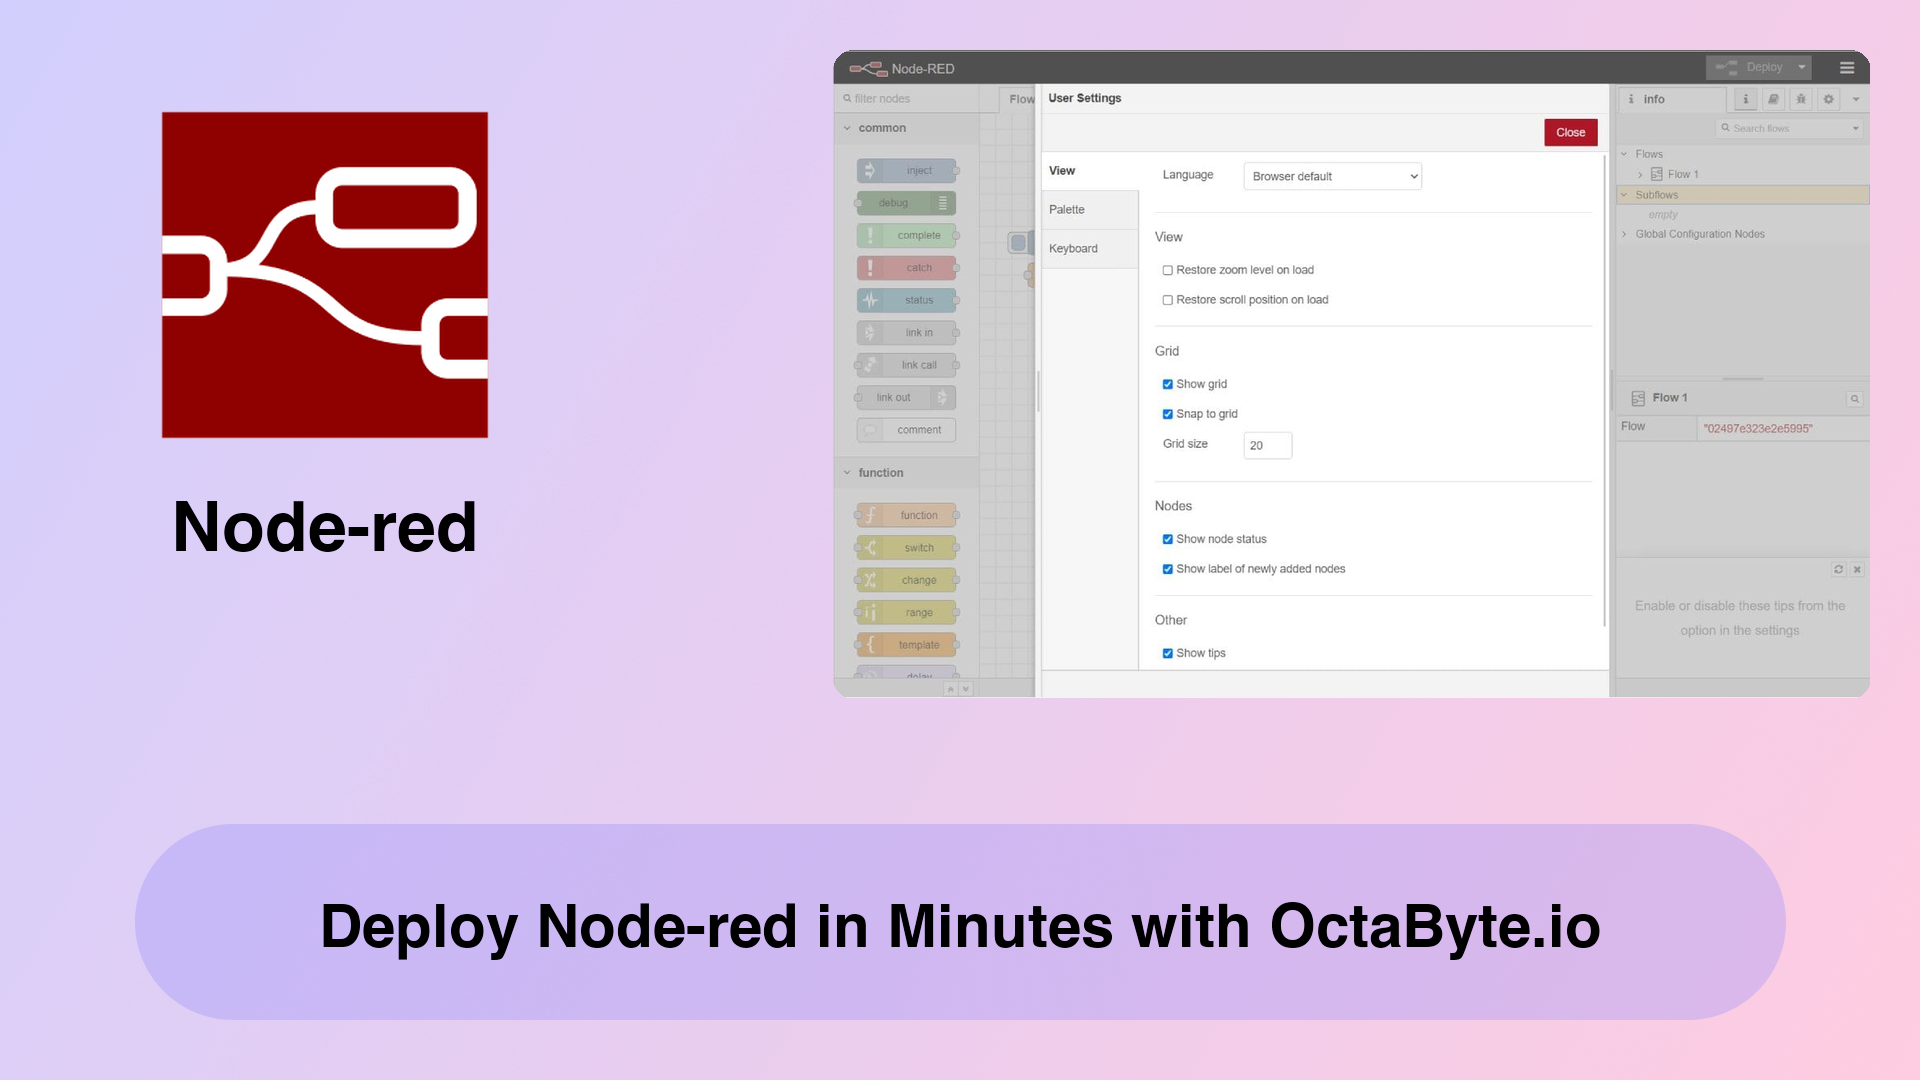 Node-red
Node-RED
Deploy
filter nodes
common
inject
debug
complete
catch
status
link in
link call
link out
comment
function
function
switch
change
range
template
delay
Flow
User Settings
Close
View
Palette
Keyboard
Language
Browser default
View
Restore zoom level on load
Restore scroll position on load
Grid
Show grid
Snap to grid
Grid size
20
Nodes
Show node status
Show label of newly added nodes
Other
Show tips
info
Search flows
Flows
Flow 1
Subflows
empty
Global Configuration Nodes
Flow 1
Flow
"02497e323e2e5995"
Enable or disable these tips from the
option in the settings
Deploy Node-red in Minutes with OctaByte.io